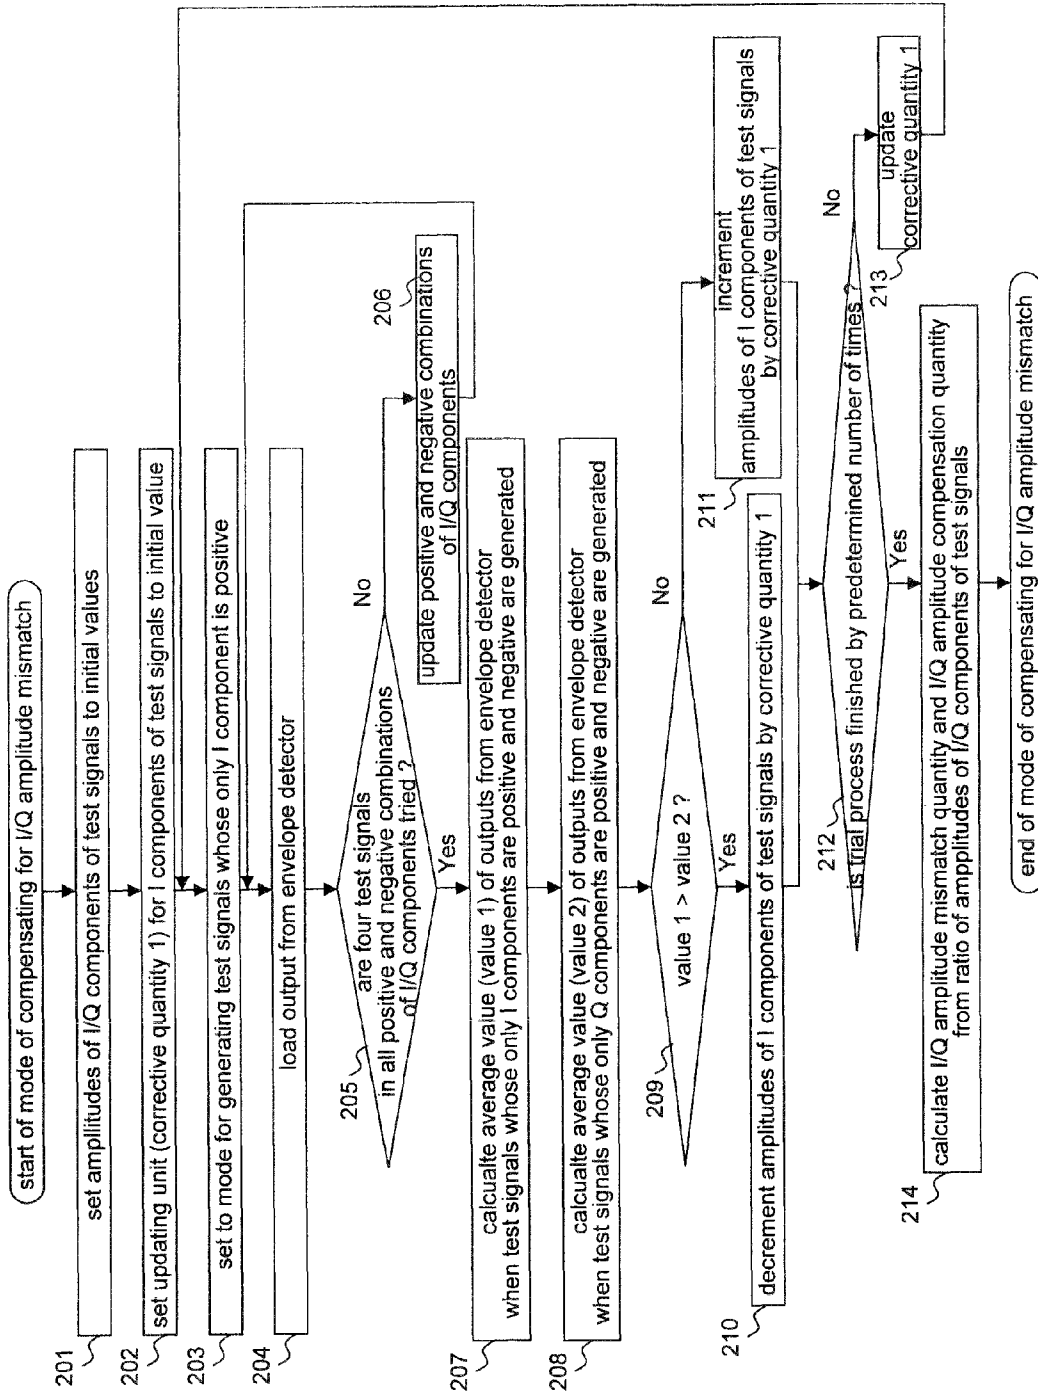 start of mode of compensating for I/Q amplitude mismatch
201
set ampllitudes of I/Q components of test signals to initial values
202
set updating unit (corrective quantity 1) for I components of test signals to initial value
203
set to mode for generating test signals whose only I component is positive
204
load output from envelope detector
205
are four test signals
in all positive and negative combinations
of I/Q components tried ?
No
Yes
206
update positive and negative combinations
of I/Q components
207
calcualte average value (value 1) of outputs from envelope detector
when test signals whose only I components are positive and negative are generated
208
calcualte average value (value 2) of outputs from envelope detector
when test signals whose only Q components are positive and negative are generated
209
value 1 > value 2 ?
No
Yes
210
decrement amplitudes of I components of test signals by corrective quantity 1
211
increment
amplitudes of I components of test signals
by corrective quantity 1
212
is trial process finished by predetermined number of times ?
No
Yes
213
update
corrective quantity 1
214
calculate I/Q amplitude mismatch quantity and I/Q amplitude compensation quantity
from ratio of amplitudes of I/Q components of test signals
end of mode of compensating for I/Q amplitude mismatch